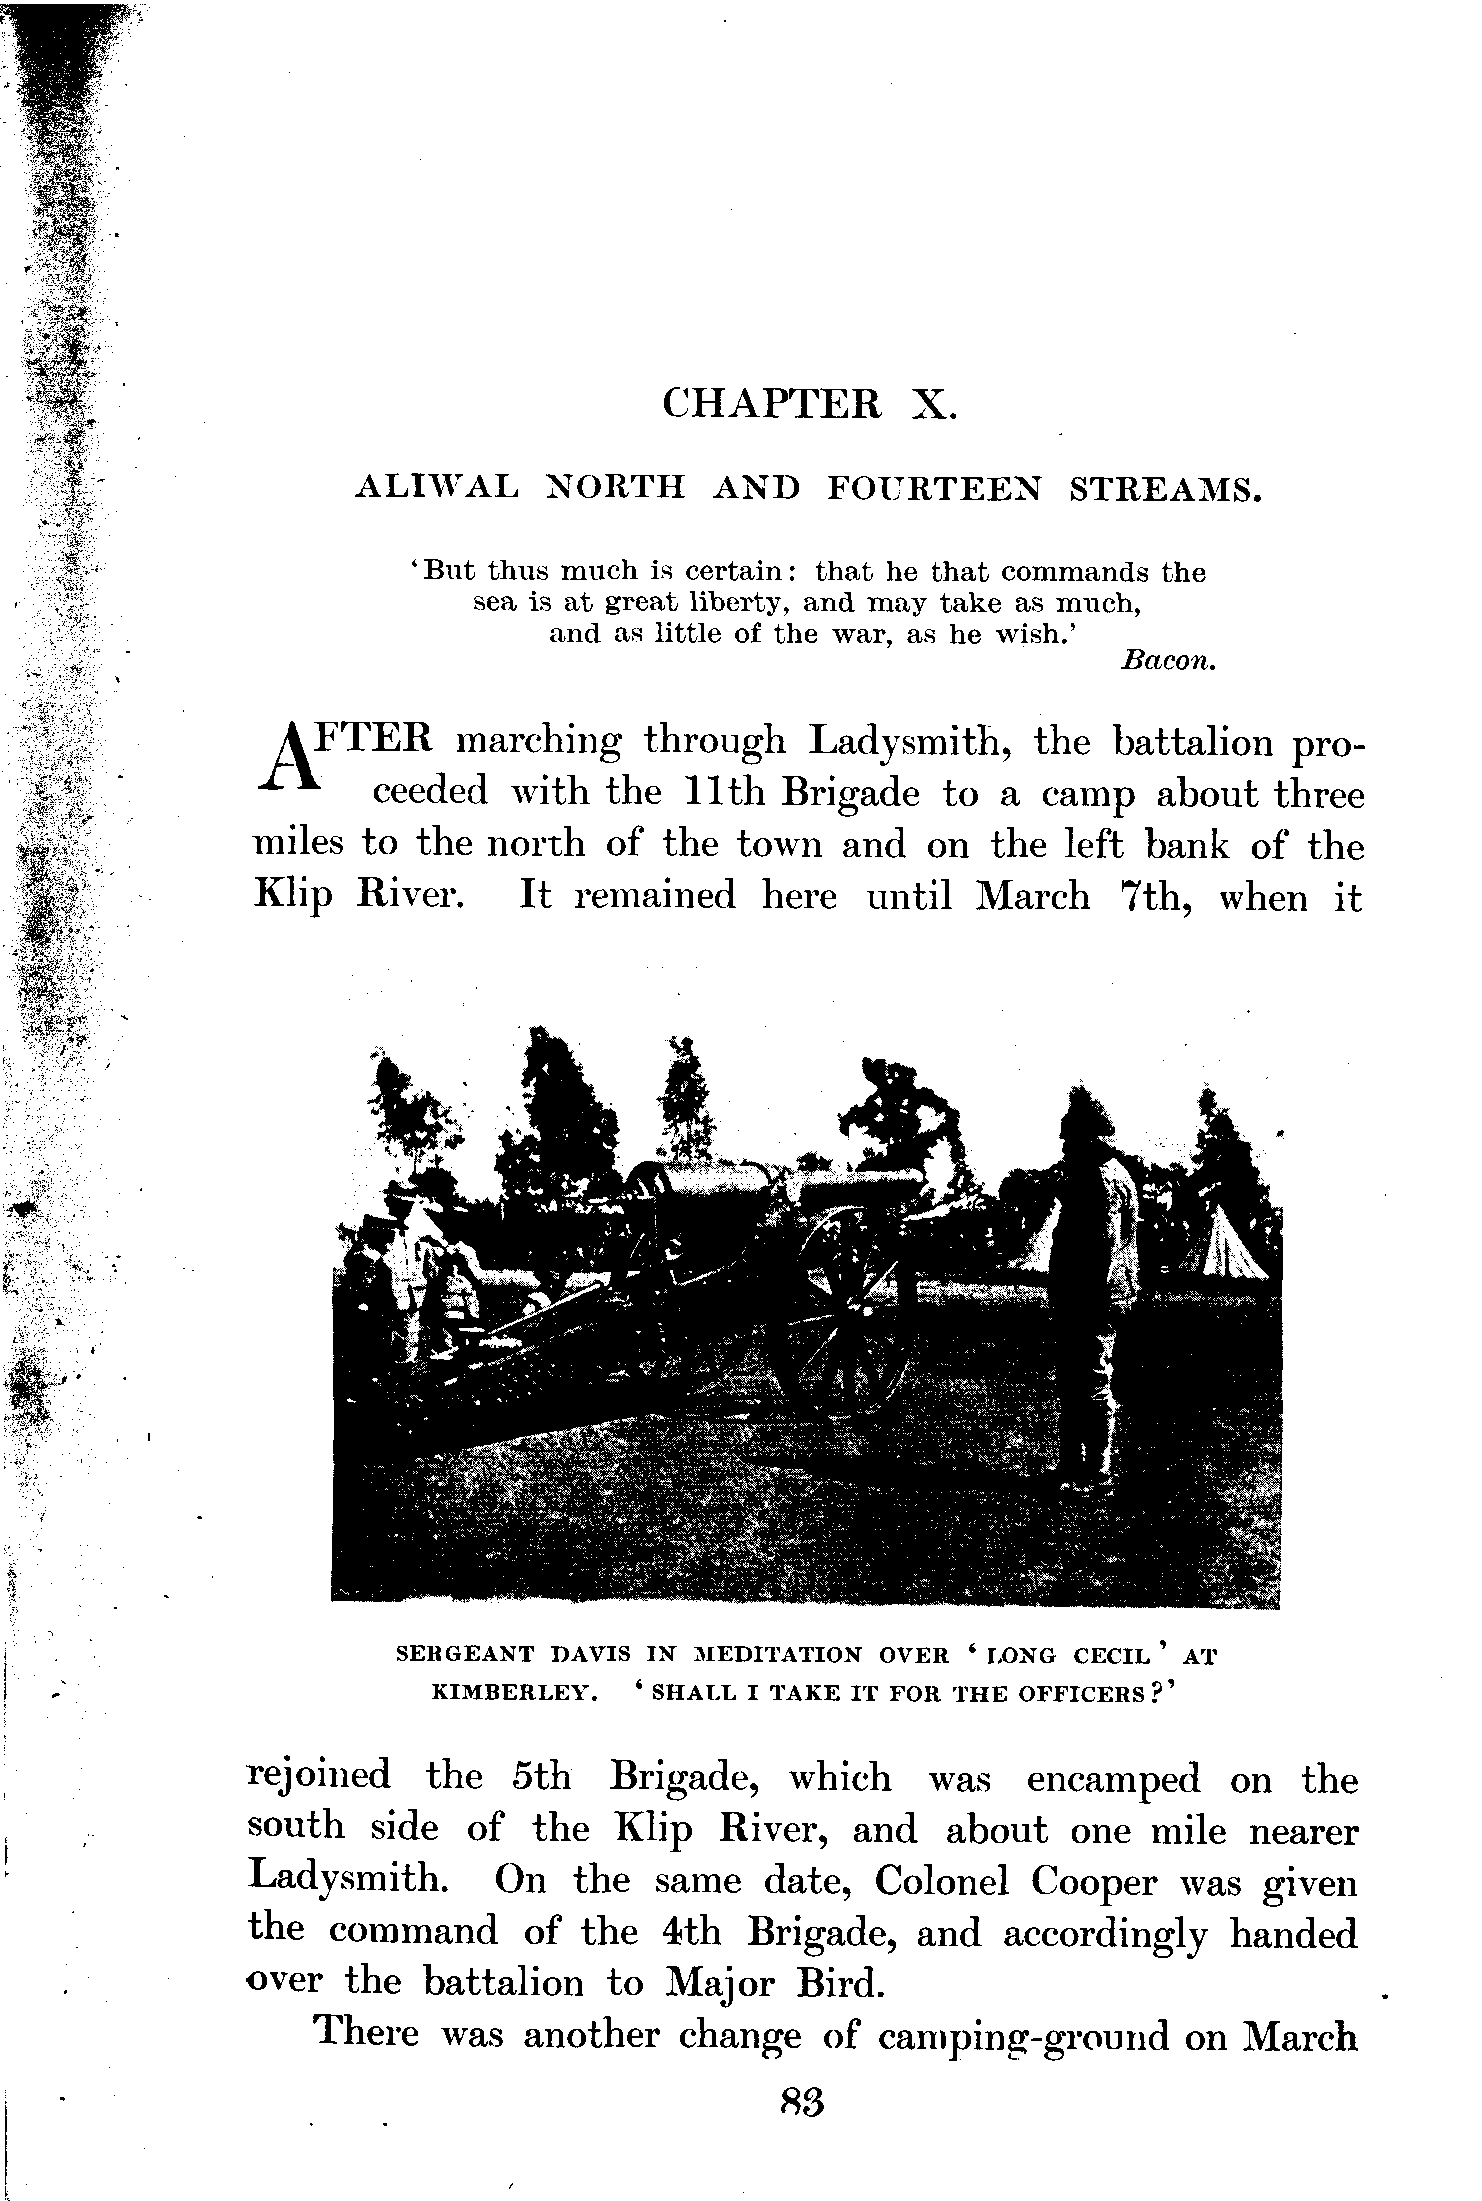 CHAPTER X.
ALIWAL NORTH AND FOURTEEN STREAMS.
‘But thus much is certain: that he that commands the
sea is at great liberty, and may take as much,
and as little of the war, as he wish.’
Bacon.
AFTER marching through Ladysmith, the battalion pro-
ceeded with the 11th Brigade to a camp about three
miles to the north of the town and on the left bank of the
Klip River. It remained here until March 7th, when it
SERGEANT DAVIS IN MEDITATION OVER ‘LONG CECIL’ AT
KIMBERLEY. ‘SHALL I TAKE IT FOR THE OFFICERS?’
rejoined the 5th Brigade, which was encamped on the
south side of the Klip River, and about one mile nearer
Ladysmith. On the same date, Colonel Cooper was given
the command of the 4th Brigade, and accordingly handed
over the battalion to Major Bird.
There was another change of camping-ground on March
83